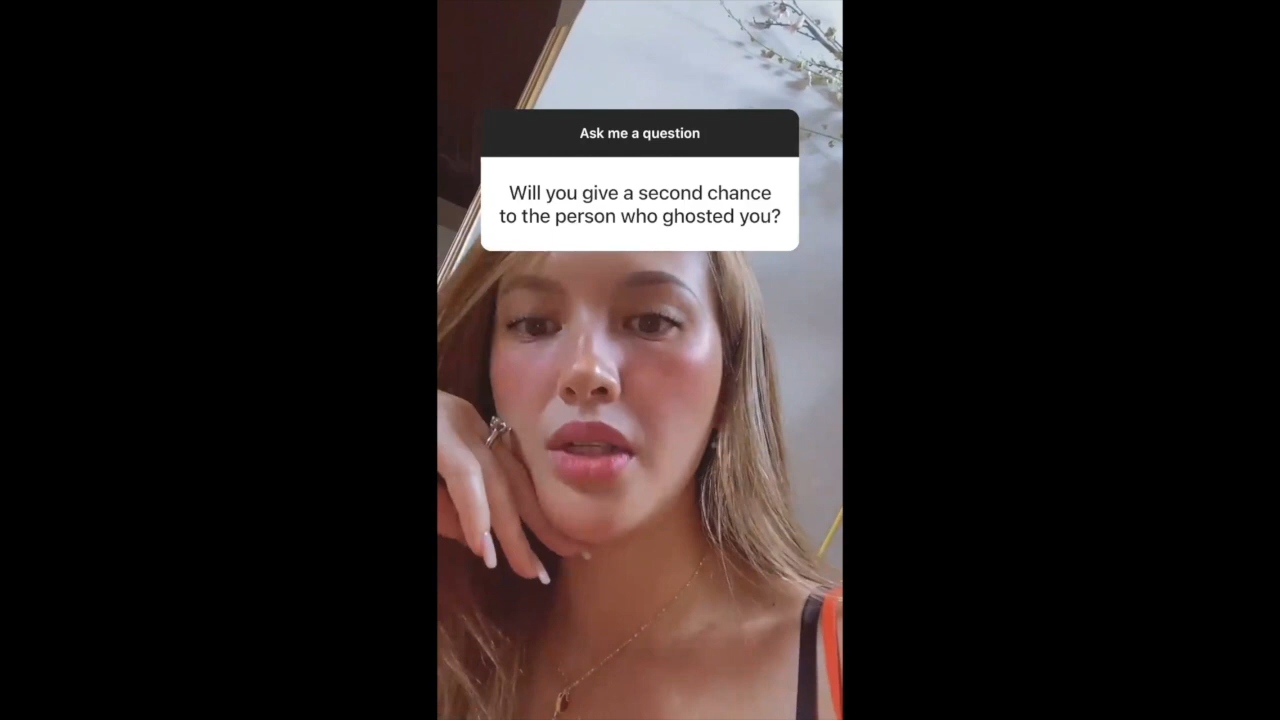 Ask me a question
Will you give a second chance
to the person who ghosted you?